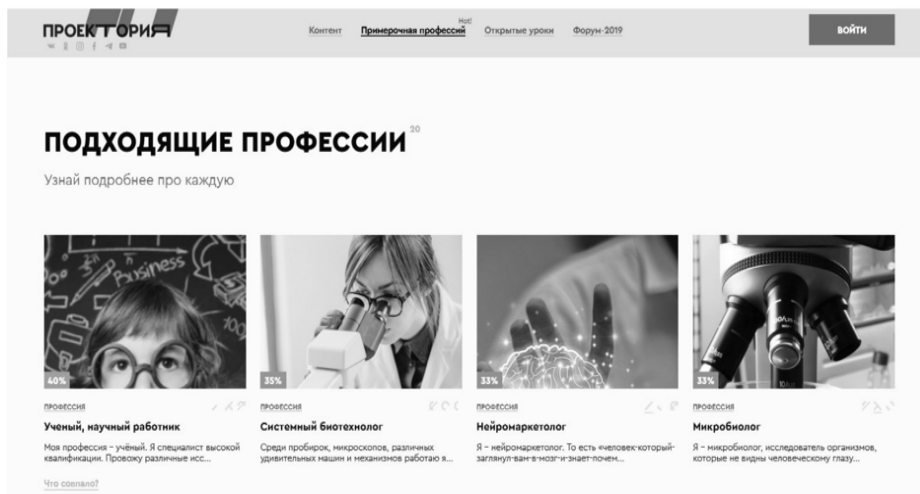 ПРОЕКТОРИЯ
Контент
Примерочная профессий
Hot!
Открытые уроки
Форум-2019
ВОЙТИ
ПОДХОДЯЩИЕ ПРОФЕССИИ 20
Узнай подробнее про каждую
Business
100
40%
ПРОФЕССИЯ
Ученый, научный работник
Моя профессия – учёный. Я специалист высокой
квалификации. Провожу различные исс...
Что совпало?
35%
ПРОФЕССИЯ
Системный биотехнолог
Среди пробирок, микроскопов, различных
удивительных машин и механизмов работаю я...
33%
ПРОФЕССИЯ
Нейромаркетолог
Я – нейромаркетолог. То есть «человек-который-
заглянул-вам-в-мозг-и-знает-почем...
33%
ПРОФЕССИЯ
Микробиолог
Я – микробиолог, исследователь организмов,
которые не видны человеческому глазу...